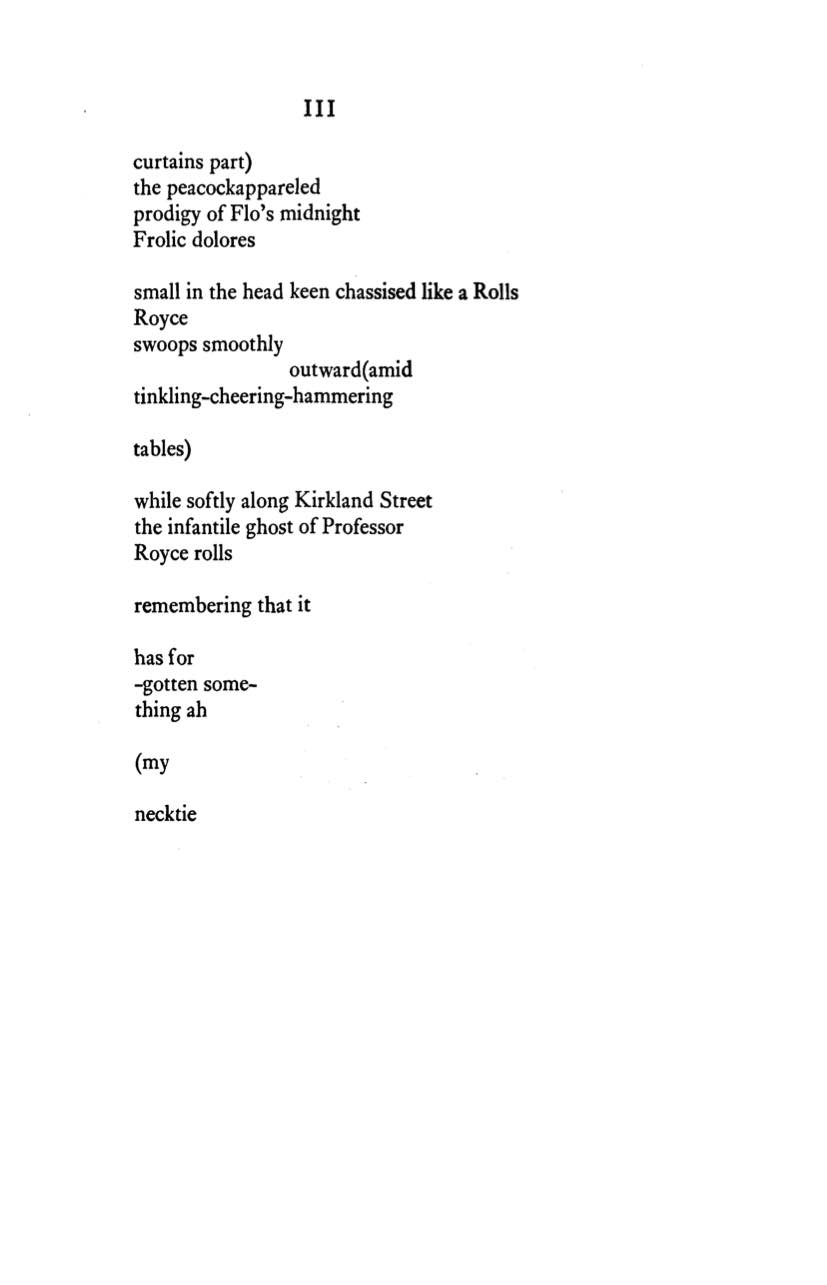 III
curtains part)
the peacockappareled
prodigy of Flo's midnight
Frolic dolores
small in the head keen chassised like a Rolls
Royce
swoops smoothly
outward(amid
tinkling-cheering-hammering
tables)
while softly along Kirkland Street
the infantile ghost of Professor
Royce rolls
remembering that it
has for
-gotten some-
thing ah
(my
necktie